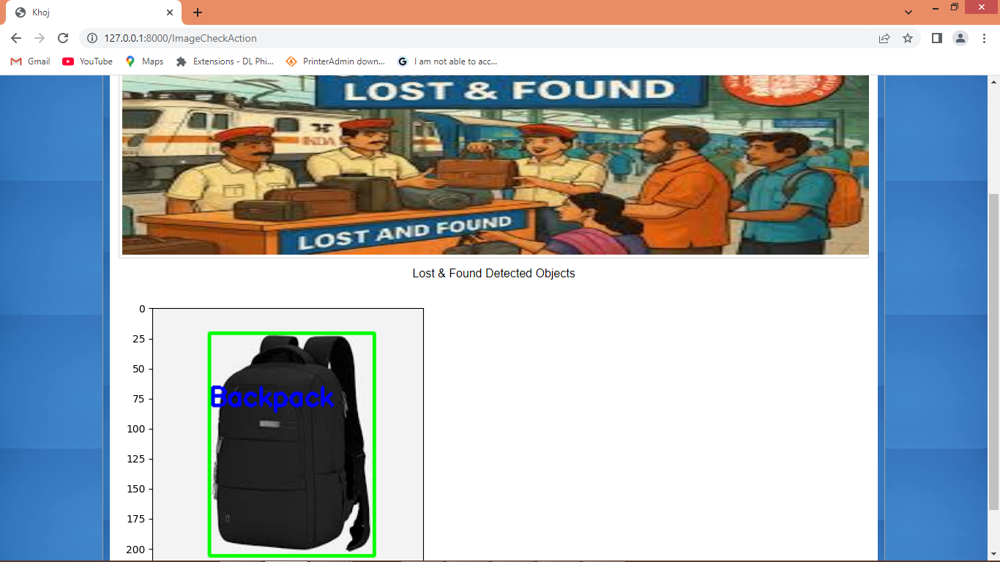 Khoj
127.0.0.1:8000/ImageCheckAction
Gmail
YouTube
Maps
Extensions - DL Phi...
PrinterAdmin down...
G
I am not able to acc...
LOST & FOUND
INDA
LOST AND FOUND
Lost & Found Detected Objects
0
25
50
75
100
125
150
175
200
Backpack